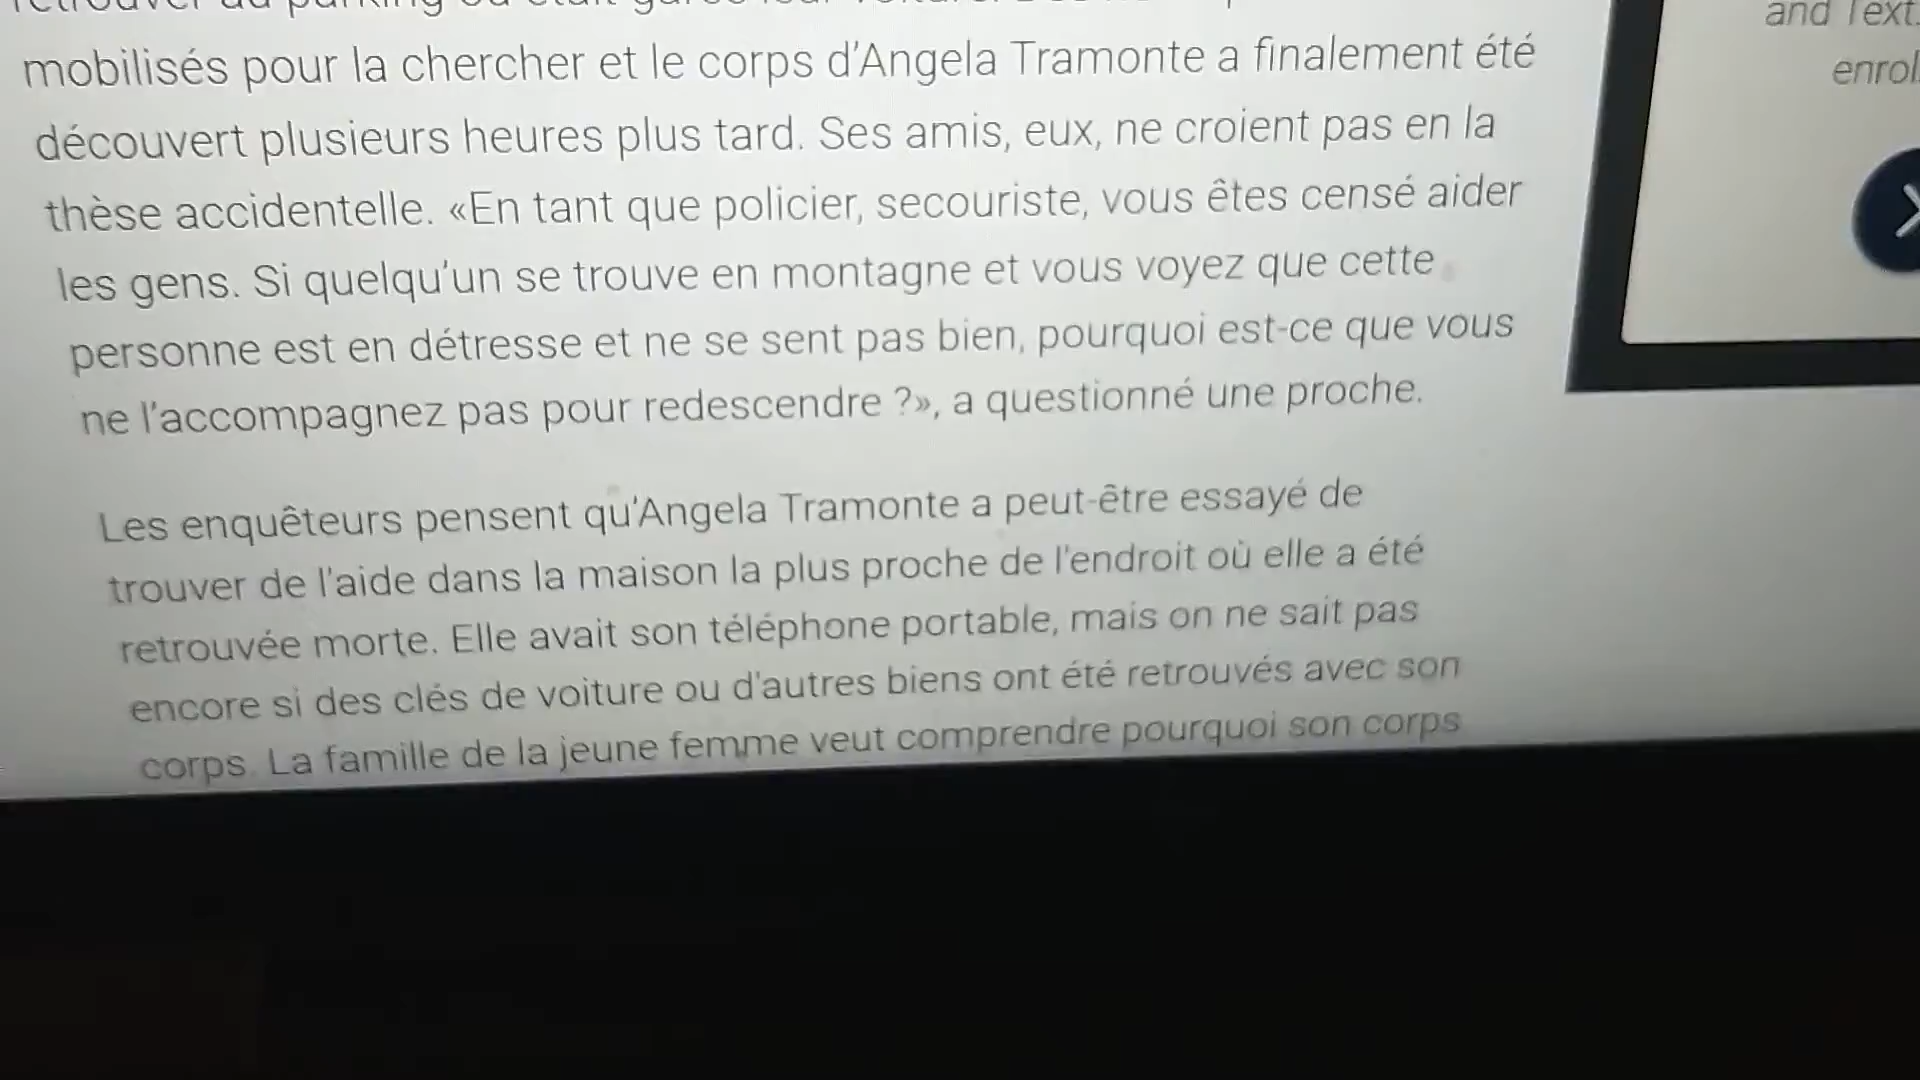 mobilisés pour la chercher et le corps d'Angela Tramonte a finalement été
découvert plusieurs heures plus tard. Ses amis, eux, ne croient pas en la
thèse accidentelle. «En tant que policier, secouriste, vous êtes censé aider
les gens. Si quelqu'un se trouve en montagne et vous voyez que cette
personne est en détresse et ne se sent pas bien, pourquoi est-ce que vous
ne l'accompagnez pas pour redescendre ?», a questionné une proche.
Les enquêteurs pensent qu'Angela Tramonte a peut-être essayé de
trouver de l'aide dans la maison la plus proche de l'endroit où elle a été
retrouvée morte. Elle avait son téléphone portable, mais on ne sait pas
encore si des clés de voiture ou d'autres biens ont été retrouvés avec son
corps. La famille de la jeune femme veut comprendre pourquoi son corps
and Text